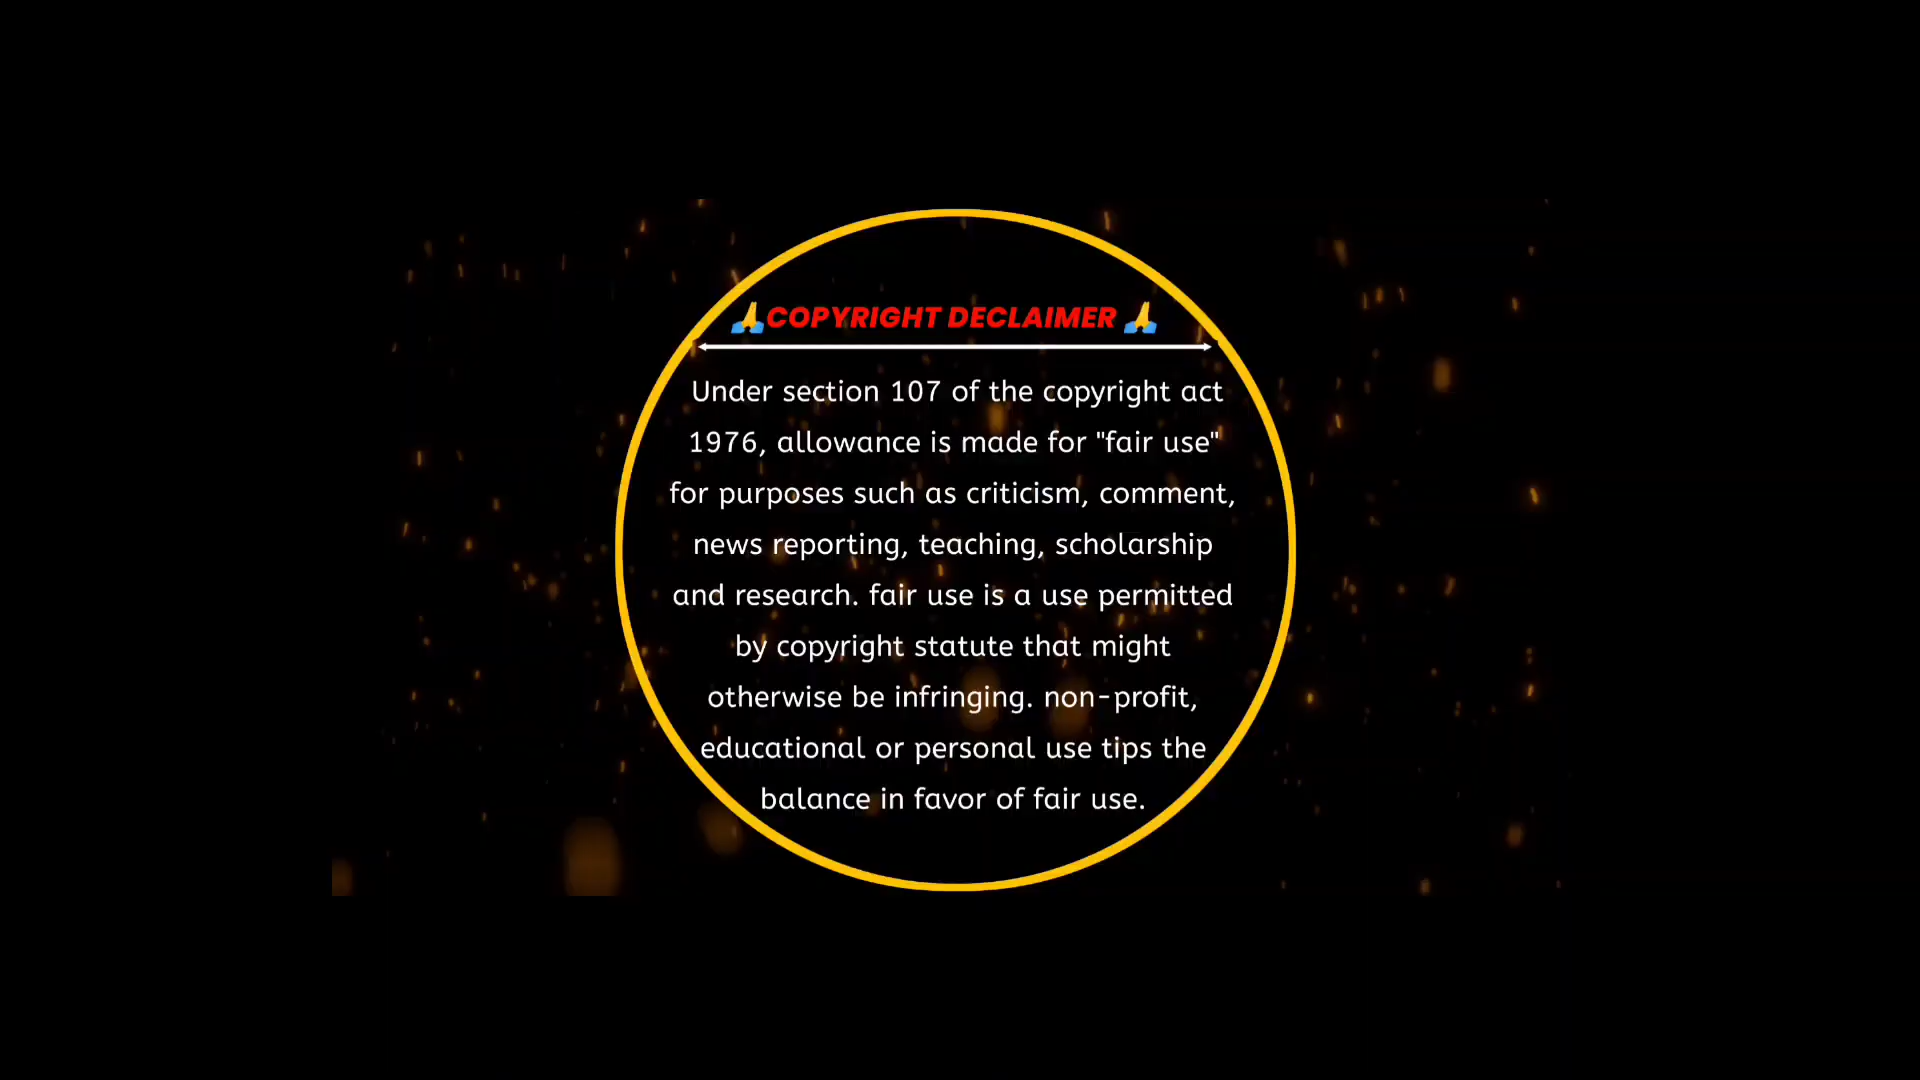 🙏COPYRIGHT DECLAIMER 🙏
Under section 107 of the copyright act
1976, allowance is made for "fair use"
for purposes such as criticism, comment,
news reporting, teaching, scholarship
and research. fair use is a use permitted
by copyright statute that might
otherwise be infringing. non-profit,
educational or personal use tips the
balance in favor of fair use.